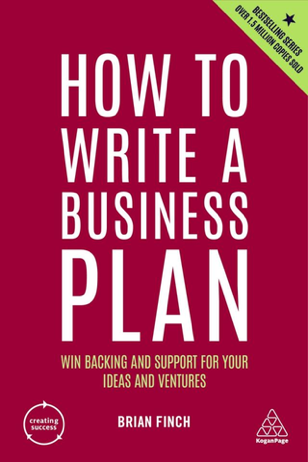 BESTSELLING SERIES
OVER 1.5 MILLION COPIES SOLD
HOW TO
WRITE A
BUSINESS
PLAN
WIN BACKING AND SUPPORT FOR YOUR
IDEAS AND VENTURES
BRIAN FINCH
creating
success
KoganPage